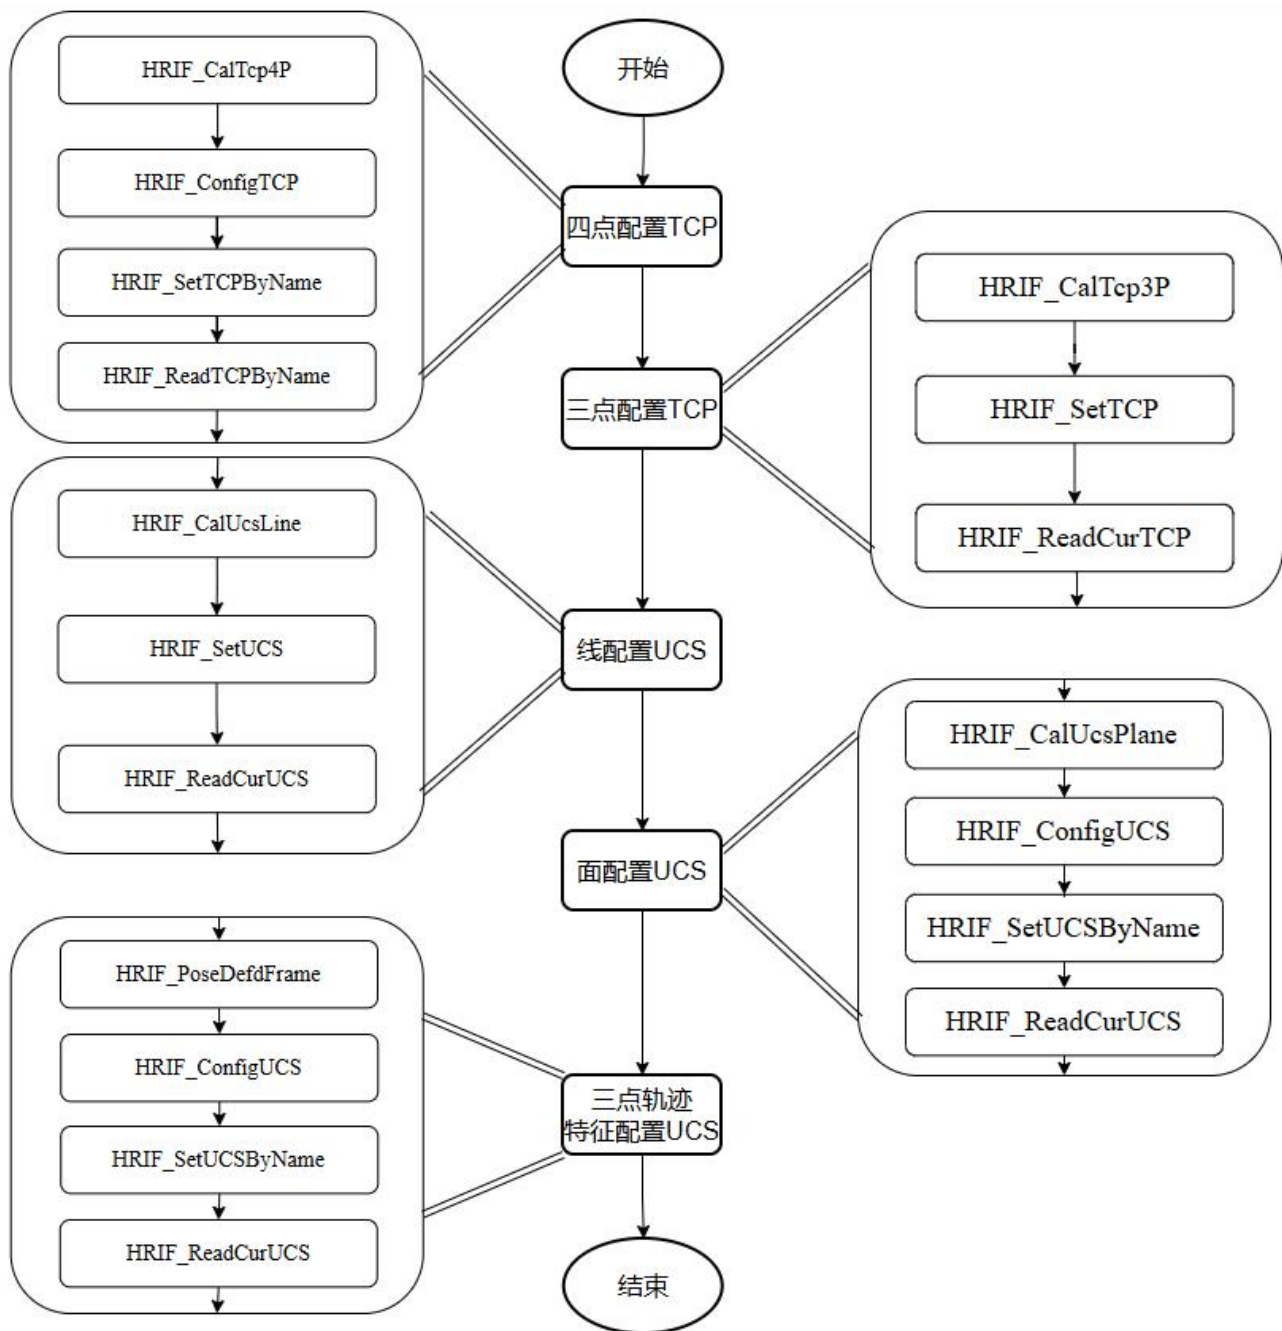 开始
四点配置TCP
HRIF_CalTcp4P
HRIF_ConfigTCP
HRIF_SetTCPByName
HRIF_ReadTCPByName
三点配置TCP
HRIF_CalTcp3P
HRIF_SetTCP
HRIF_ReadCurTCP
线配置UCS
HRIF_CalUcsLine
HRIF_SetUCS
HRIF_ReadCurUCS
面配置UCS
HRIF_CalUcsPlane
HRIF_ConfigUCS
HRIF_SetUCSByName
HRIF_ReadCurUCS
三点轨迹
特征配置UCS
HRIF_PoseDefdFrame
HRIF_ConfigUCS
HRIF_SetUCSByName
HRIF_ReadCurUCS
结束